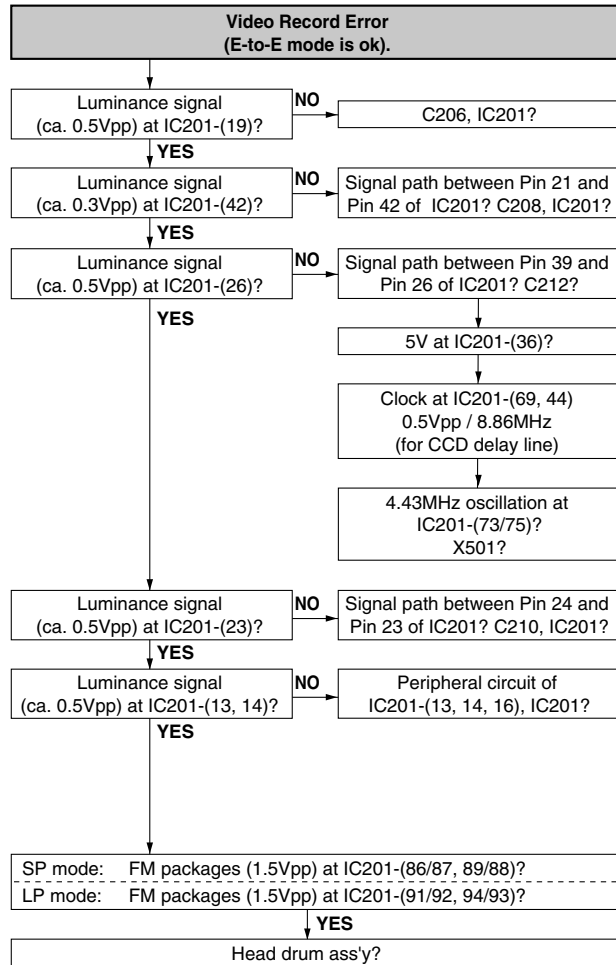 Video Record Error
(E-to-E mode is ok).
Luminance signal
(ca. 0.5Vpp) at IC201-(19)?
NO
C206, IC201?
YES
Luminance signal
(ca. 0.3Vpp) at IC201-(42)?
NO
Signal path between Pin 21 and
Pin 42 of IC201? C208, IC201?
YES
Luminance signal
(ca. 0.5Vpp) at IC201-(26)?
NO
Signal path between Pin 39 and
Pin 26 of IC201? C212?
YES
5V at IC201-(36)?
Clock at IC201-(69, 44)
0.5Vpp / 8.86MHz
(for CCD delay line)
4.43MHz oscillation at
IC201-(73/75)?
X501?
Luminance signal
(ca. 0.5Vpp) at IC201-(23)?
NO
Signal path between Pin 24 and
Pin 23 of IC201? C210, IC201?
YES
Luminance signal
(ca. 0.5Vpp) at IC201-(13, 14)?
NO
Peripheral circuit of
IC201-(13, 14, 16), IC201?
YES
SP mode: FM packages (1.5Vpp) at IC201-(86/87, 89/88)?
LP mode: FM packages (1.5Vpp) at IC201-(91/92, 94/93)?
YES
Head drum ass'y?